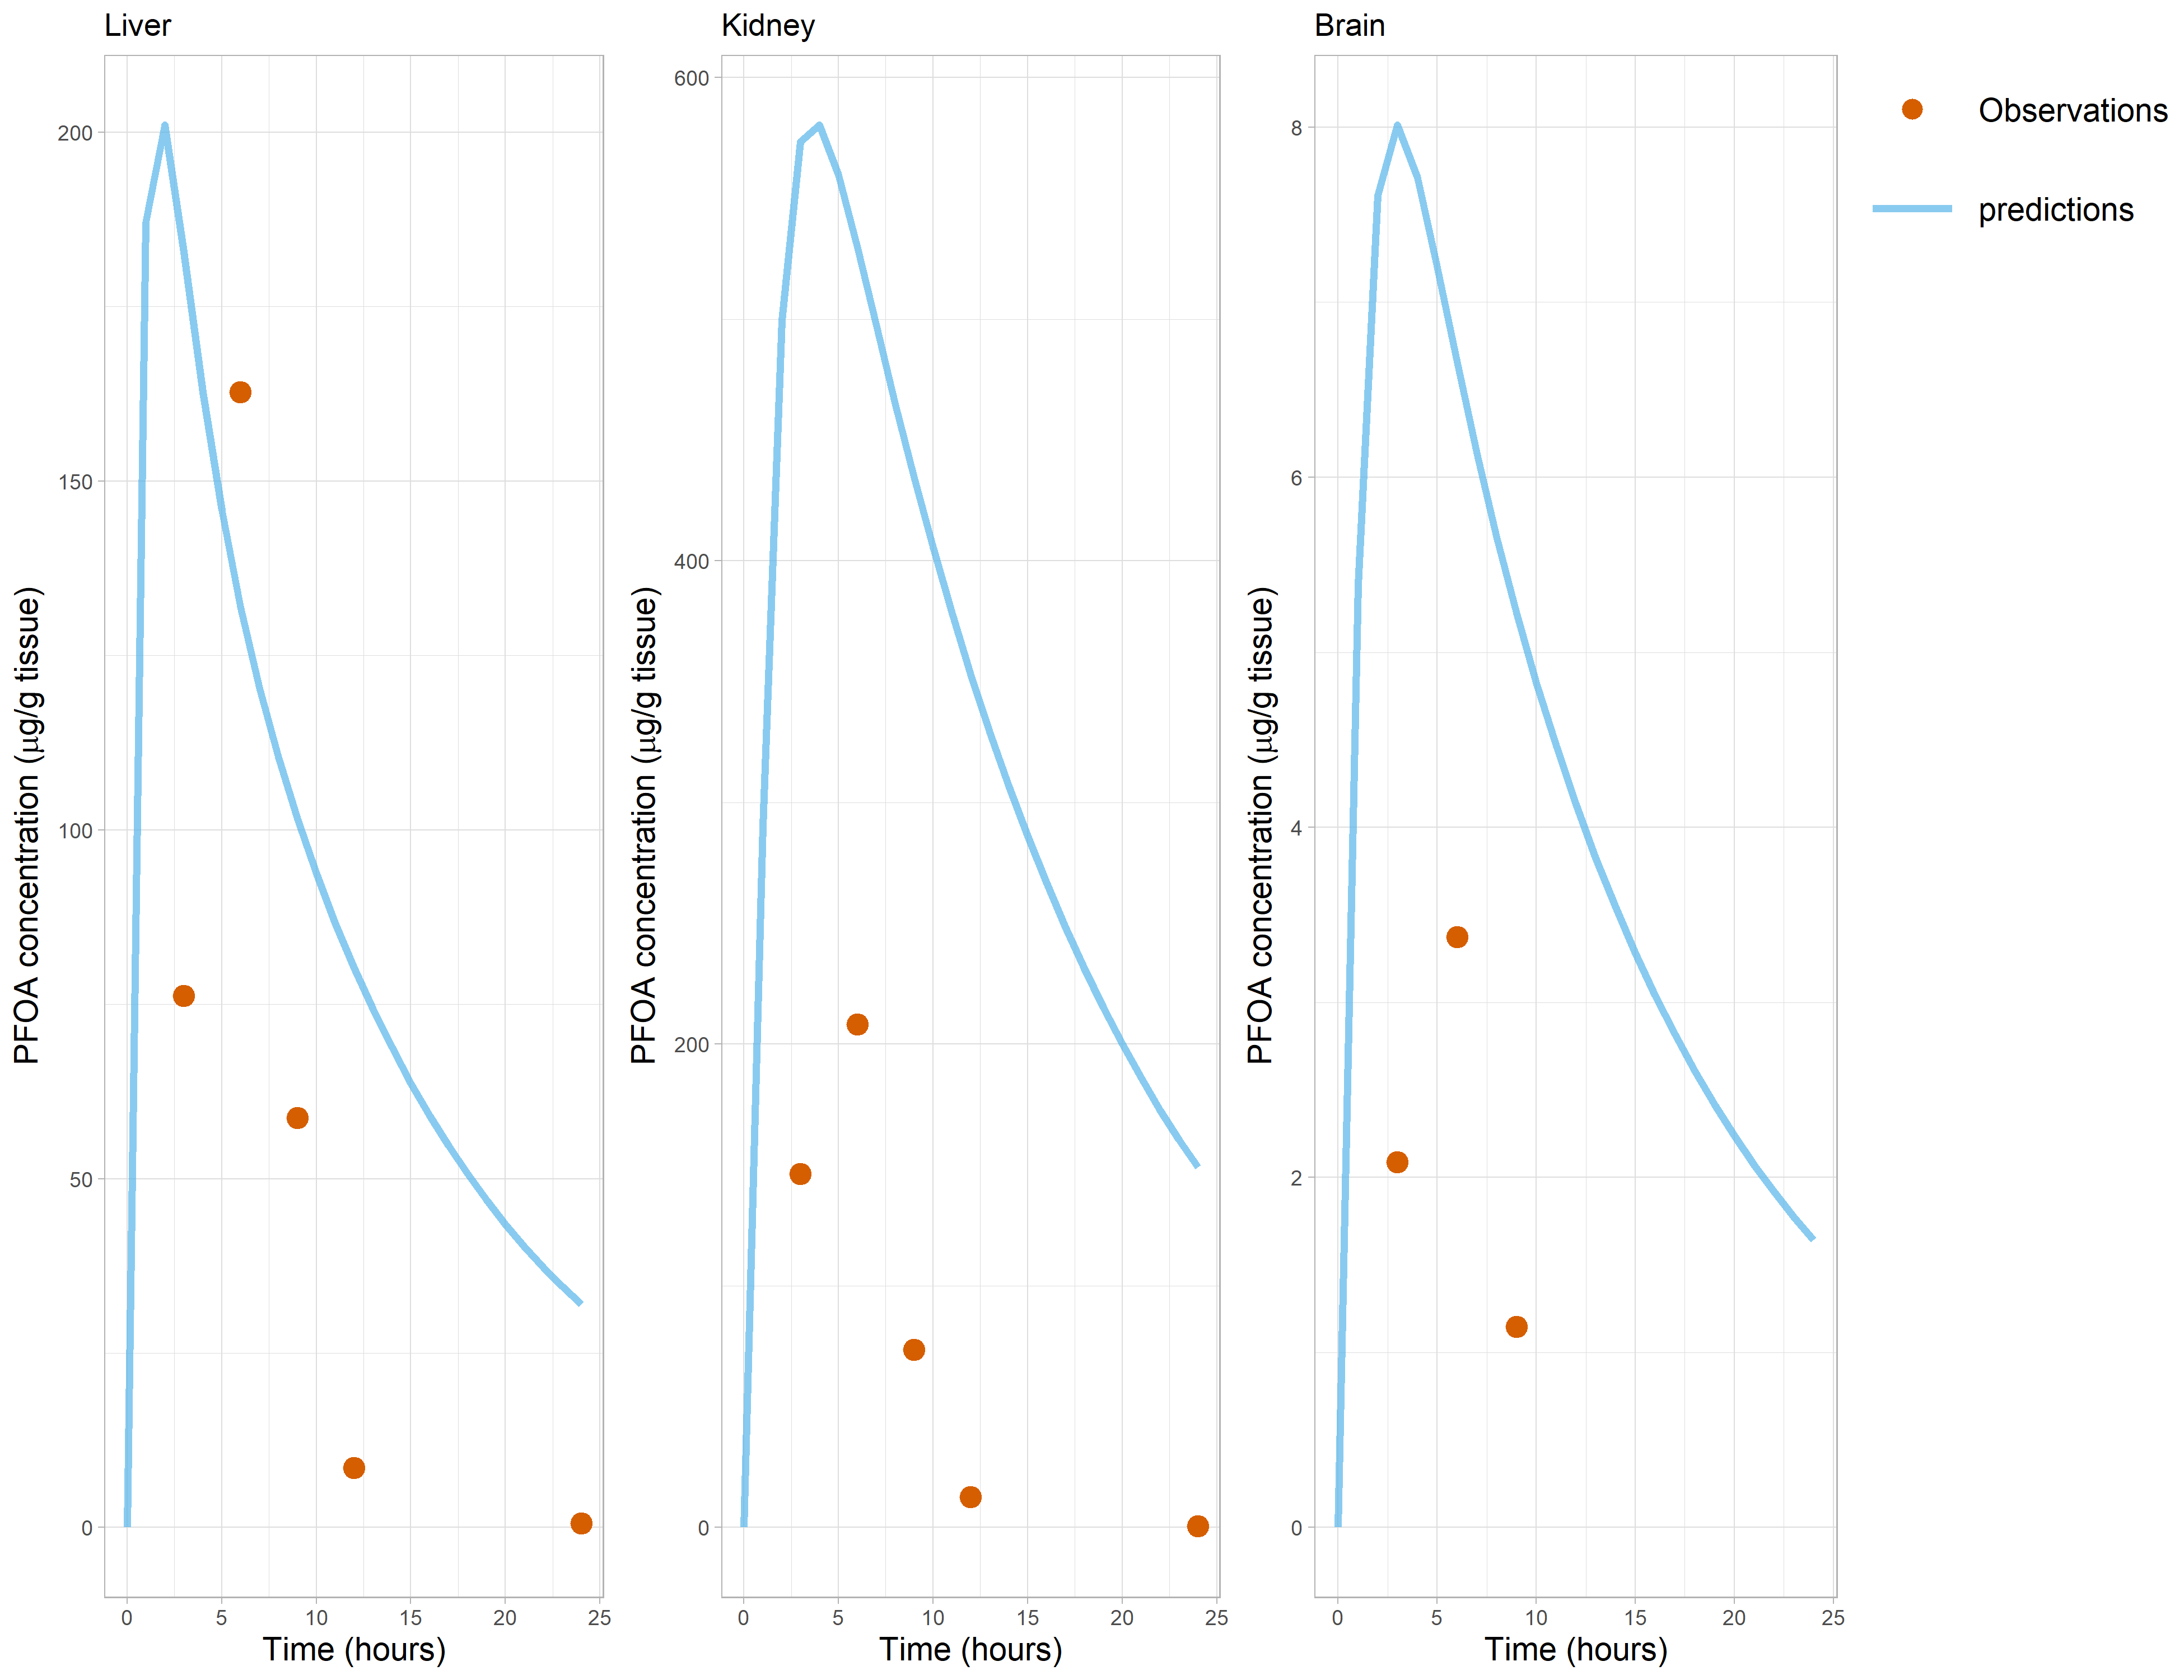 Liver
Kidney
Brain
PFOA concentration (μg/g tissue)
200
150
100
50
0
0 5 10 15 20 25
Time (hours)
PFOA concentration (μg/g tissue)
600
400
200
0
0 5 10 15 20 25
Time (hours)
PFOA concentration (μg/g tissue)
8
6
4
2
0
0 5 10 15 20 25
Time (hours)
Observations
predictions